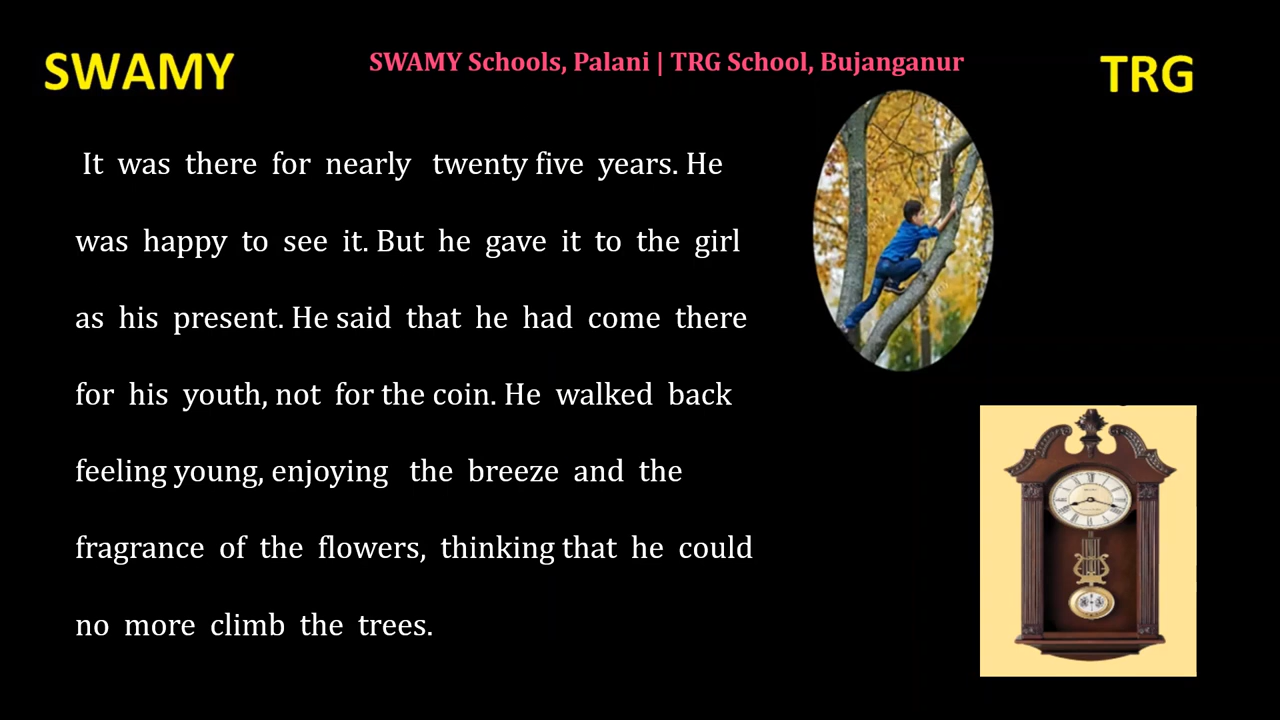 SWAMY
SWAMY Schools, Palani | TRG School, Bujanganur
TRG
It was there for nearly twenty five years. He
was happy to see it. But he gave it to the girl
as his present. He said that he had come there
for his youth, not for the coin. He walked back
feeling young, enjoying the breeze and the
fragrance of the flowers, thinking that he could
no more climb the trees.